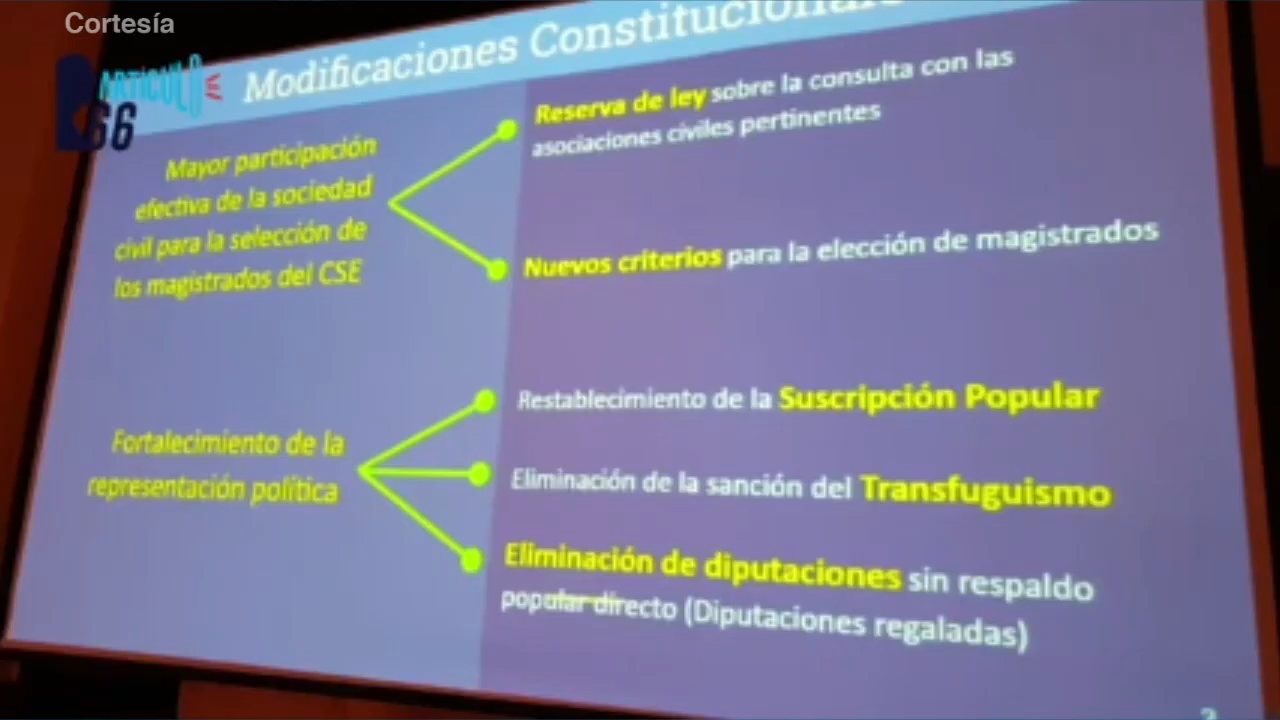 Cortesía
ARTÍCULO
66
Modificaciones Constitucionales
Mayor participación
efectiva de la sociedad
civil para la selección de
los magistrados del CSE
Reserva de ley sobre la consulta con las
asociaciones civiles pertinentes
Nuevos criterios para la elección de magistrados
Fortalecimiento de la
representación política
Restablecimiento de la Suscripción Popular
Eliminación de la sanción del Transfuguismo
Eliminación de diputaciones sin respaldo
popular directo (Diputaciones regaladas)